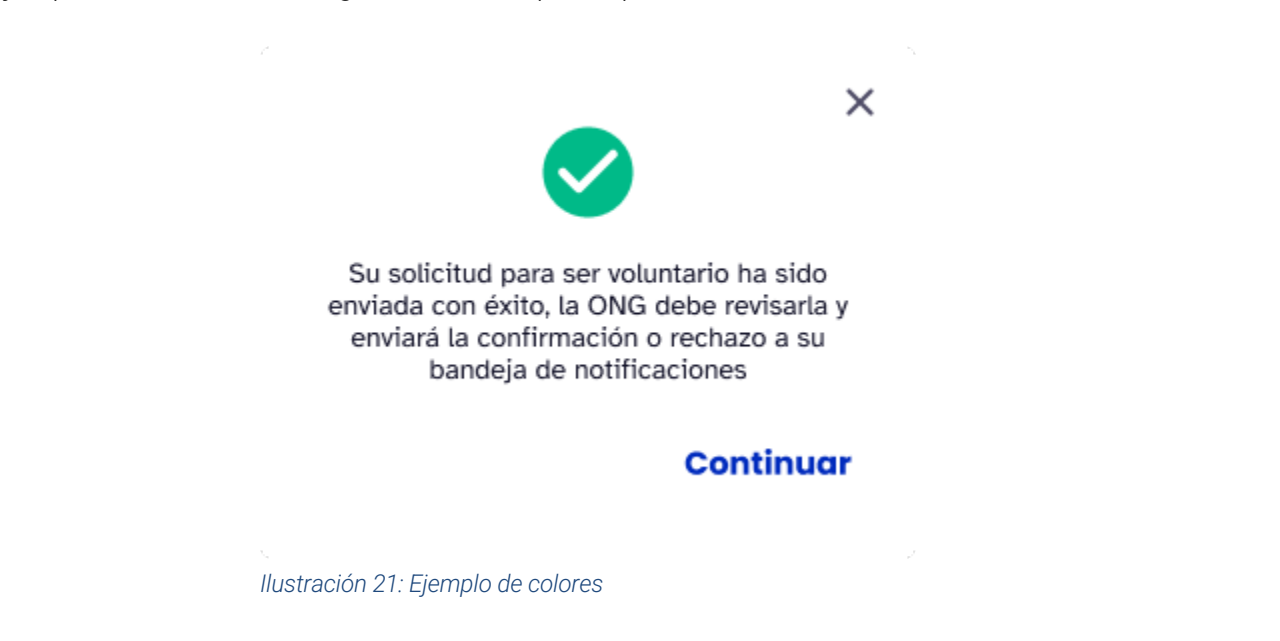 Su solicitud para ser voluntario ha sido
enviada con éxito, la ONG debe revisarla y
enviará la confirmación o rechazo a su
bandeja de notificaciones
Continuar
Ilustración 21: Ejemplo de colores